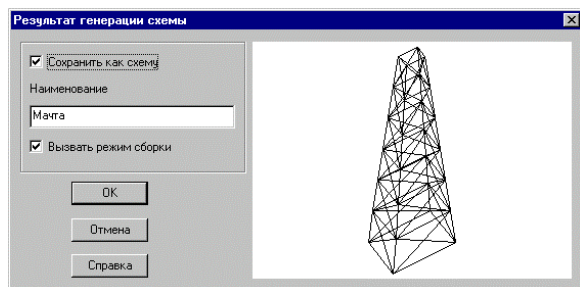 Результат генерации схемы
Сохранить как схему
Наименование
Мачта
Вызвать режим сборки
OK
Отмена
Справка